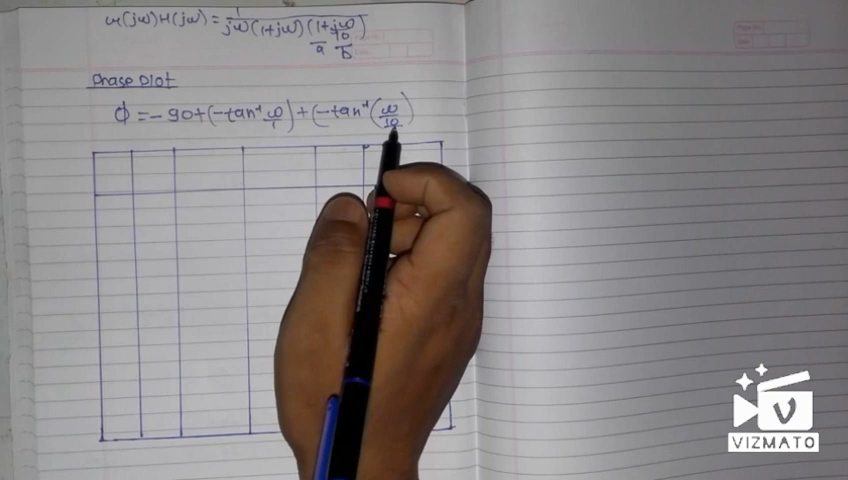 G(jω)H(jω) = 1 / jω(1+jω)(1+jω/10)
a b
Phase Plot
ϕ = -90+(-tan⁻¹ ω/1)+(-tan⁻¹(ω/10)
VIZMATO